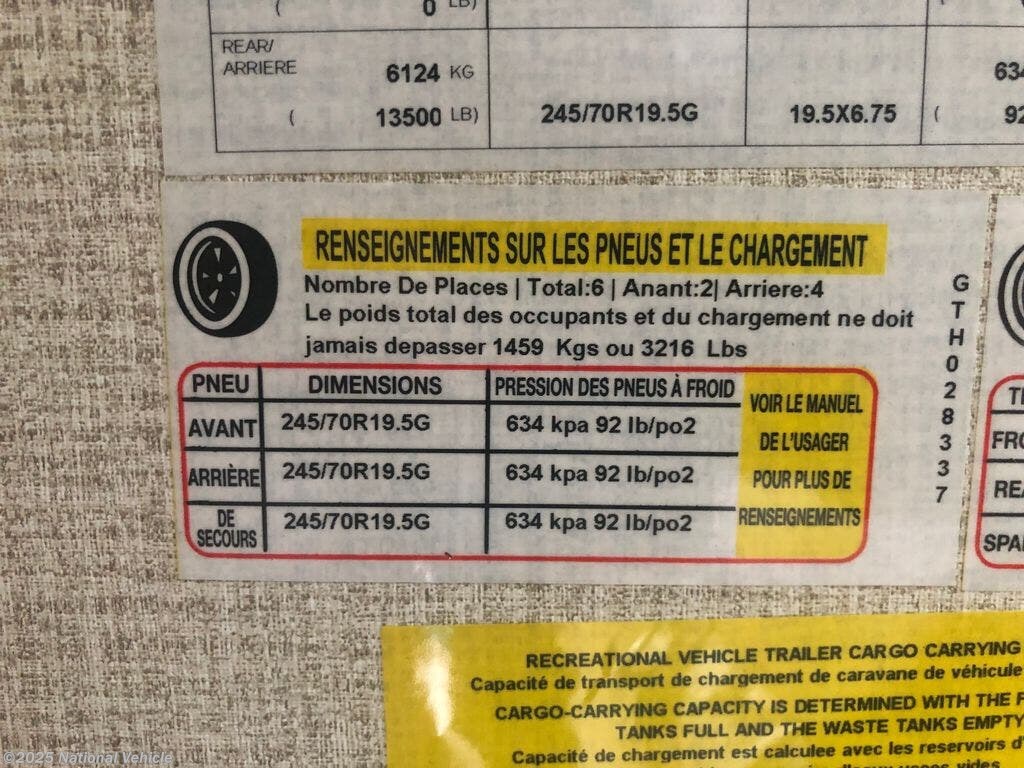 ( 0 LB)
REAR/
ARRIERE 6124 KG 634
( 13500 LB) 245/70R19.5G 19.5X6.75 ( 92
RENSEIGNEMENTS SUR LES PNEUS ET LE CHARGEMENT
Nombre De Places | Total:6 | Anant:2| Arriere:4
Le poids total des occupants et du chargement ne doit
jamais depasser 1459 Kgs ou 3216 Lbs
PNEU DIMENSIONS PRESSION DES PNEUS À FROID
AVANT 245/70R19.5G 634 kpa 92 lb/po2
ARRIÈRE 245/70R19.5G 634 kpa 92 lb/po2
DE
SECOURS 245/70R19.5G 634 kpa 92 lb/po2
VOIR LE MANUEL
DE L'USAGER
POUR PLUS DE
RENSEIGNEMENTS
GTH028337
TI
FRO
REA
SPA
RECREATIONAL VEHICLE TRAILER CARGO CARRYING
Capacité de transport de chargement de caravane de véhicule
CARGO-CARRYING CAPACITY IS DETERMINED WITH THE F
TANKS FULL AND THE WASTE TANKS EMPTY
Capacité de chargement est calculee avec les reservoirs d'
vides
©2025 National Vehicle